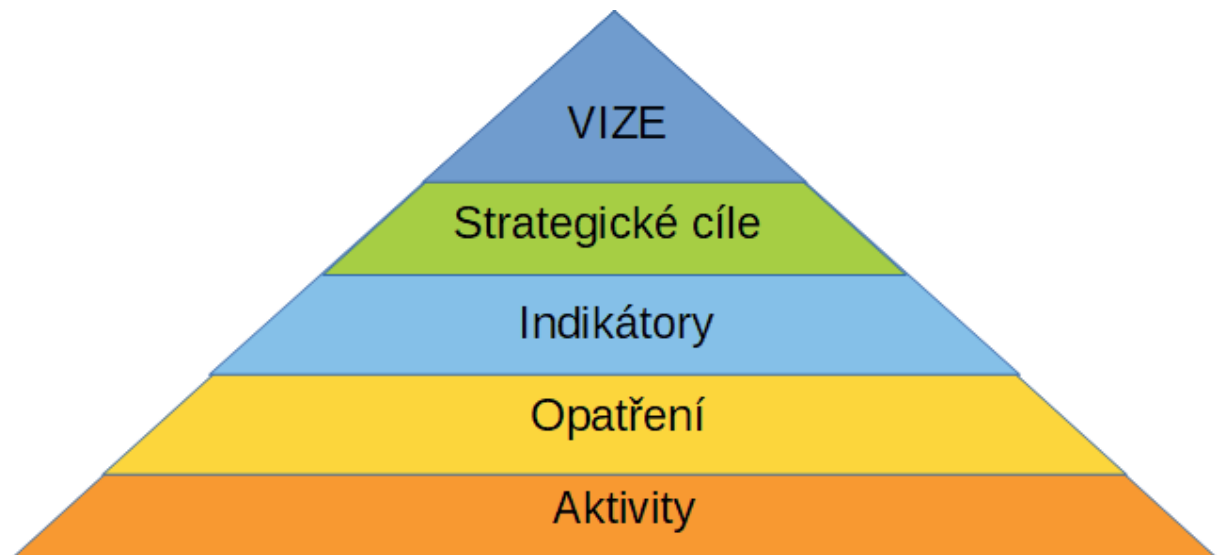 VIZE
Strategické cíle
Indikátory
Opatření
Aktivity